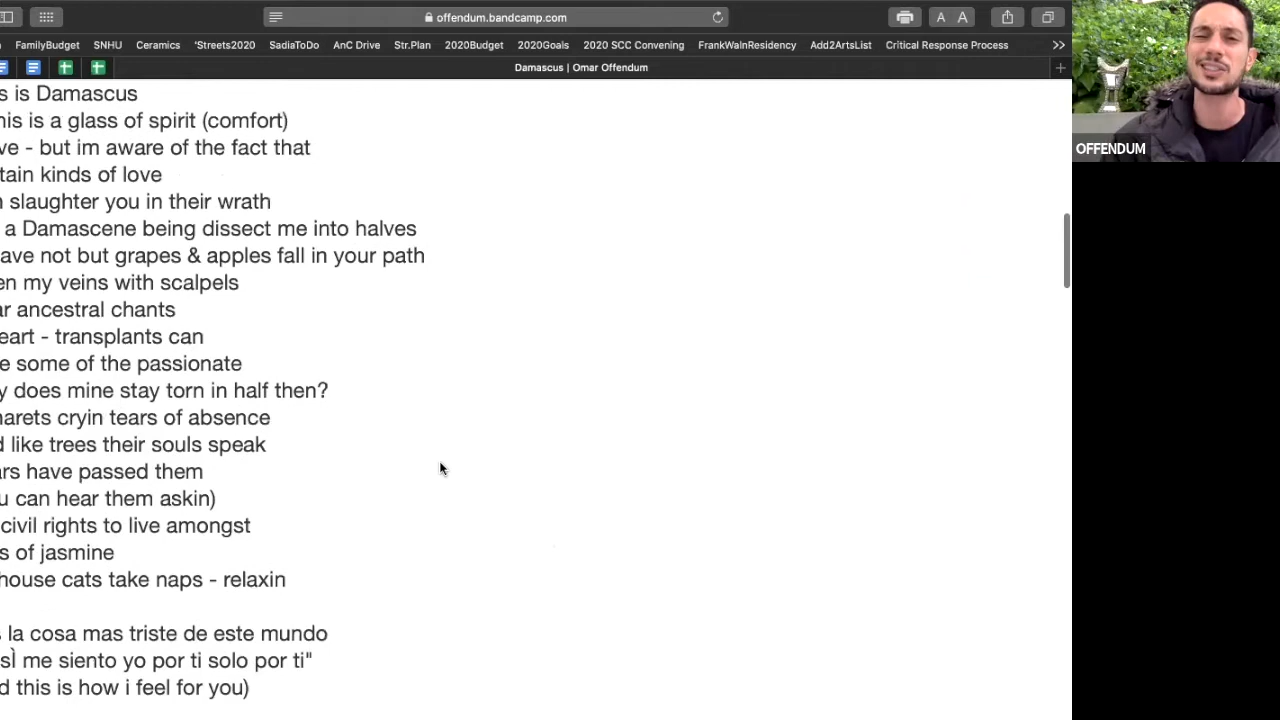 offendum.bandcamp.com
A A
FamilyBudget SNHU Ceramics 'Streets2020 SadiaToDo AnC Drive Str.Plan 2020Budget 2020Goals 2020 SCC Convening FrankWalnResidency Add2ArtsList Critical Response Process >>
Damascus | Omar Offendum +
s is Damascus
his is a glass of spirit (comfort)
ve - but im aware of the fact that
tain kinds of love
n slaughter you in their wrath
a Damascene being dissect me into halves
ave not but grapes & apples fall in your path
en my veins with scalpels
ar ancestral chants
eart - transplants can
e some of the passionate
y does mine stay torn in half then?
narets cryin tears of absence
d like trees their souls speak
ars have passed them
u can hear them askin)
civil rights to live amongst
s of jasmine
house cats take naps - relaxin
s la cosa mas triste de este mundo
sÌ me siento yo por ti solo por ti"
d this is how i feel for you)
OFFENDUM